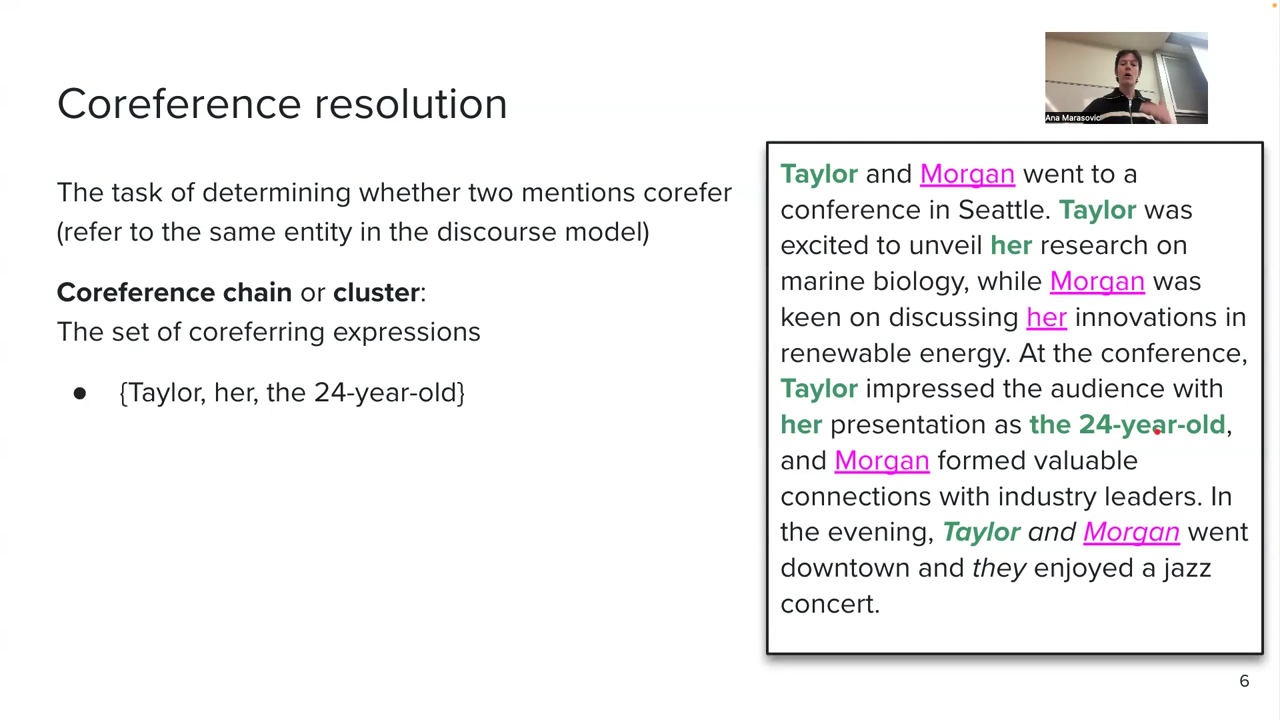 Coreference resolution
Ana Marasovic
The task of determining whether two mentions corefer
(refer to the same entity in the discourse model)
Coreference chain or cluster:
The set of coreferring expressions
● {Taylor, her, the 24-year-old}
Taylor and Morgan went to a
conference in Seattle. Taylor was
excited to unveil her research on
marine biology, while Morgan was
keen on discussing her innovations in
renewable energy. At the conference,
Taylor impressed the audience with
her presentation as the 24-year-old,
and Morgan formed valuable
connections with industry leaders. In
the evening, Taylor and Morgan went
downtown and they enjoyed a jazz
concert.
6